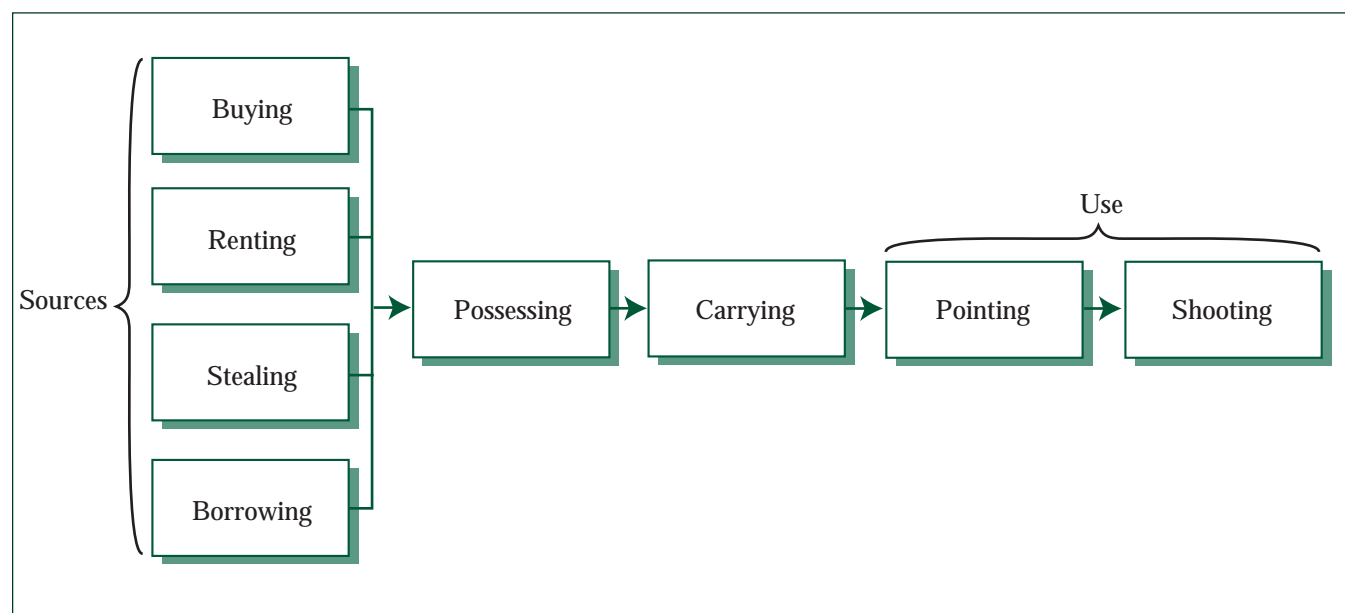 Sources
Buying
Renting
Stealing
Borrowing
Possessing
Carrying
Use
Pointing
Shooting